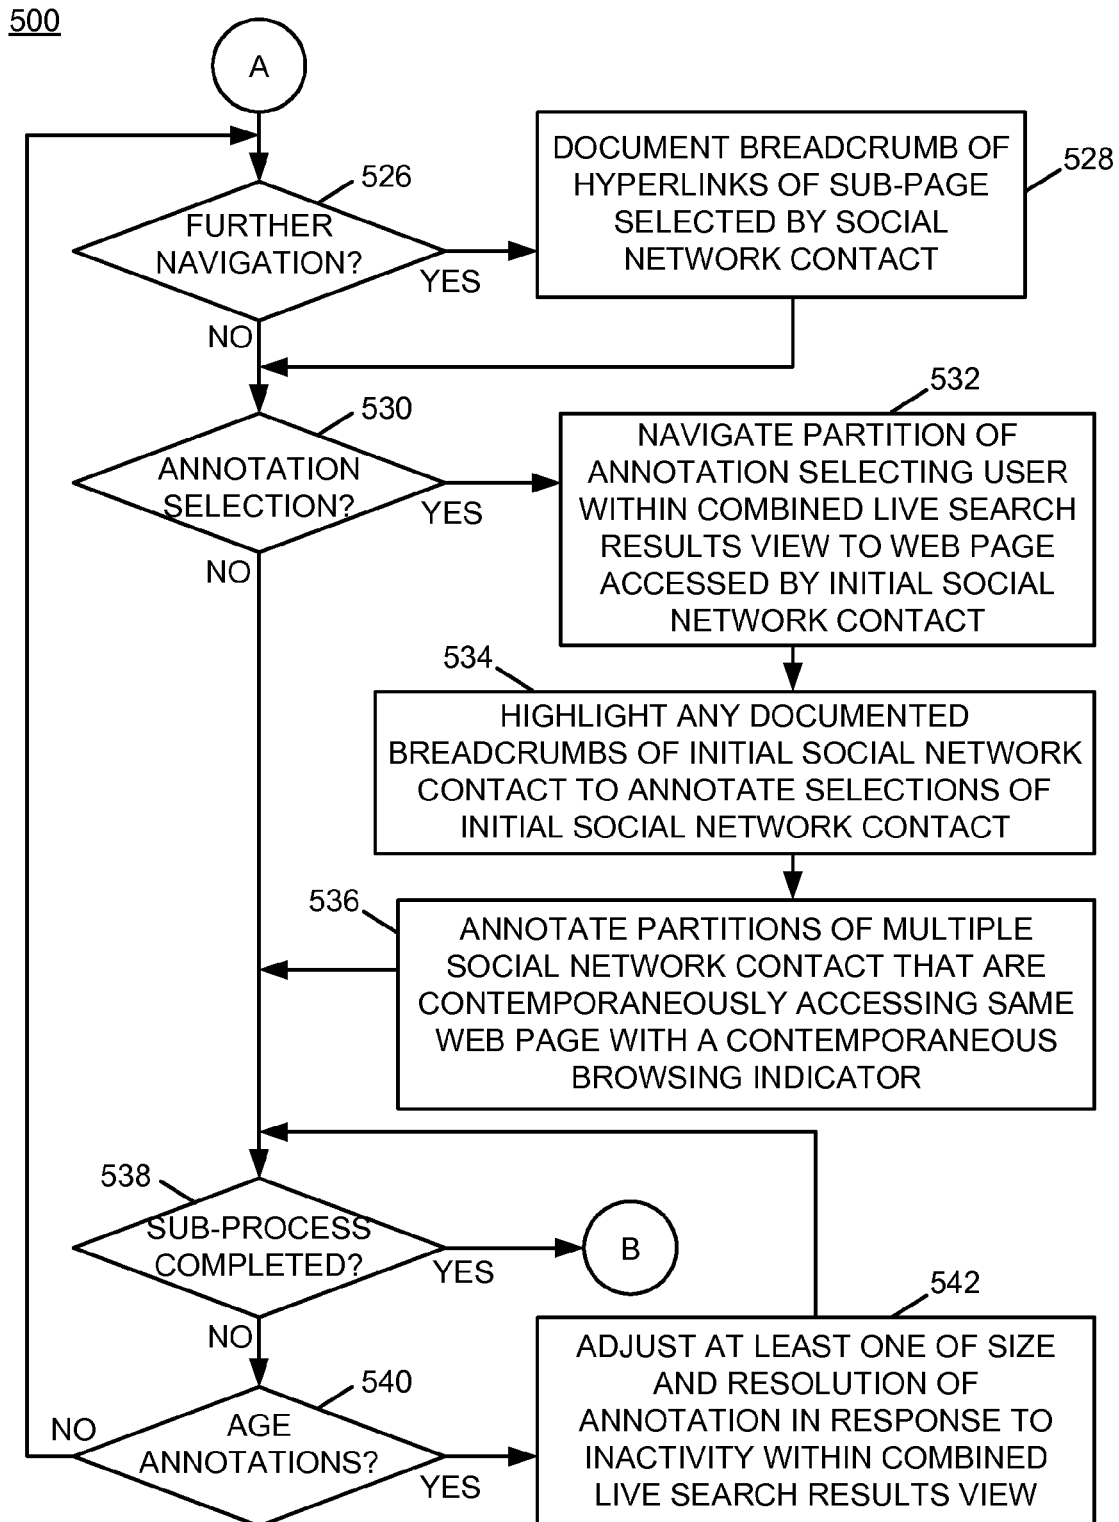 500
A
526
FURTHER
NAVIGATION?
YES
NO
DOCUMENT BREADCRUMB OF
HYPERLINKS OF SUB-PAGE
SELECTED BY SOCIAL
NETWORK CONTACT
528
530
ANNOTATION
SELECTION?
YES
NO
532
NAVIGATE PARTITION OF
ANNOTATION SELECTING USER
WITHIN COMBINED LIVE SEARCH
RESULTS VIEW TO WEB PAGE
ACCESSED BY INITIAL SOCIAL
NETWORK CONTACT
534
HIGHLIGHT ANY DOCUMENTED
BREADCRUMBS OF INITIAL SOCIAL NETWORK
CONTACT TO ANNOTATE SELECTIONS OF
INITIAL SOCIAL NETWORK CONTACT
536
ANNOTATE PARTITIONS OF MULTIPLE
SOCIAL NETWORK CONTACT THAT ARE
CONTEMPORANEOUSLY ACCESSING SAME
WEB PAGE WITH A CONTEMPORANEOUS
BROWSING INDICATOR
538
SUB-PROCESS
COMPLETED?
YES
NO
B
540
AGE
ANNOTATIONS?
NO
YES
542
ADJUST AT LEAST ONE OF SIZE
AND RESOLUTION OF
ANNOTATION IN RESPONSE TO
INACTIVITY WITHIN COMBINED
LIVE SEARCH RESULTS VIEW